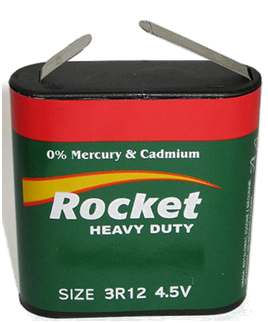 0% Mercury & Cadmium
Rocket
HEAVY DUTY
SIZE 3R12 4.5V